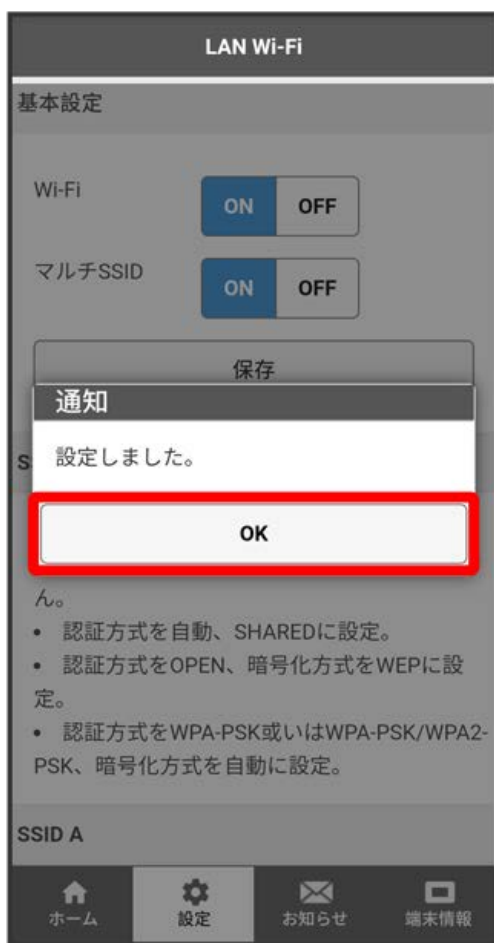 LAN Wi-Fi
基本設定
Wi-Fi ON OFF
マルチSSID ON OFF
保存
通知
設定しました。
OK
ん。
• 認証方式を自動、SHAREDに設定。
• 認証方式をOPEN、暗号化方式をWEPに設
定。
• 認証方式をWPA-PSK或いはWPA-PSK/WPA2-
PSK、暗号化方式を自動に設定。
SSID A
ホーム 設定 お知らせ 端末情報